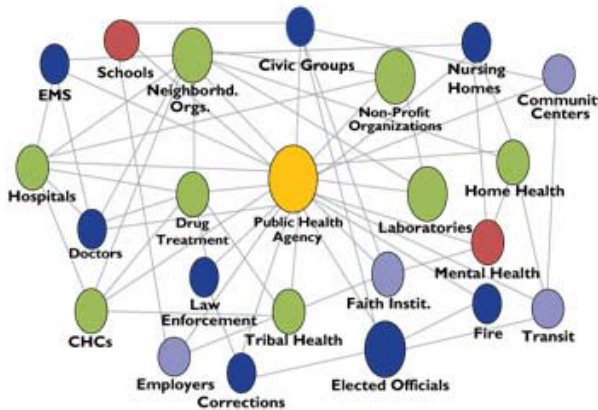 Civic Groups
Schools
Nursing
Homes
EMS
Neighborhd.
Orgs.
Non-Profit
Organizations
Communit
Centers
Hospitals
Drug
Treatment
Public Health
Agency
Laboratories
Home Health
Doctors
Mental Health
Law
Enforcement
Faith Instit.
CHCs
Tribal Health
Fire
Transit
Employers
Corrections
Elected Officials